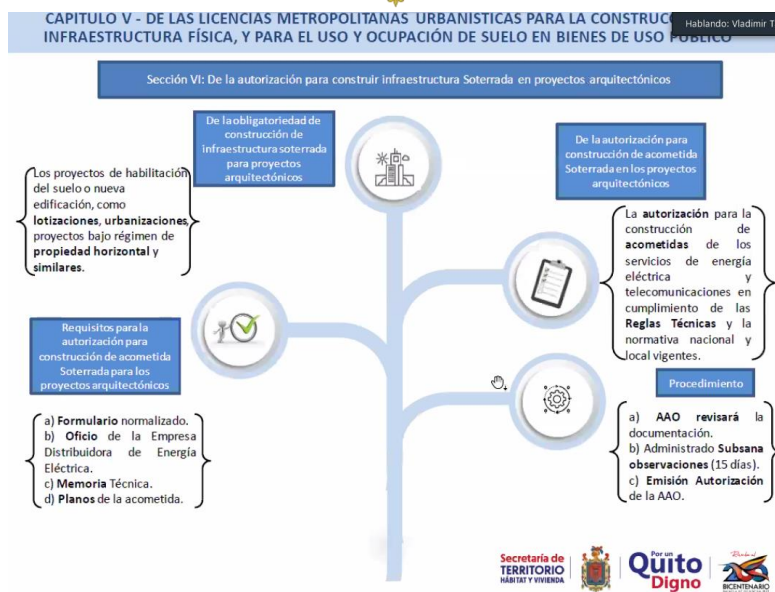 CAPITULO V - DE LAS LICENCIAS METROPOLITANAS URBANISTICAS PARA LA
Hablando: Vladimir T
INFRAESTRUCTURA FÍSICA, Y PARA EL USO Y OCUPACIÓN DE SUELO EN BIENES DE USO PÚBLICO
Sección VI: De la autorización para construir infraestructura Soterrada en proyectos arquitectónicos
De la obligatoriedad de
construcción de
infraestructura soterrada
para proyectos
arquitectónicos
Los proyectos de habilitación
del suelo o nueva
edificación, como
lotizaciones, urbanizaciones,
proyectos bajo régimen de
propiedad horizontal y
similares.
De la autorización para
construcción de acometida
Soterrada en los proyectos
arquitectónicos
La autorización para la
construcción de
acometidas de los
servicios de energía
eléctrica y
telecomunicaciones en
cumplimiento de las
Reglas Técnicas y la
normativa nacional y
local vigentes.
Requisitos para la
autorización para
construcción de acometida
Soterrada para los
proyectos arquitectónicos
a) Formulario normalizado.
b) Oficio de la Empresa
Distribuidora de Energía
Eléctrica.
c) Memoria Técnica.
d) Planos de la acometida.
Procedimiento
a) AAO revisará la
documentación.
b) Administrado Subsana
observaciones (15 días).
c) Emisión Autorización
de la AAO.
Secretaría de
TERRITORIO
HÁBITAT Y VIVIENDA
Por un
Quito
Digno
BICENTENARIO